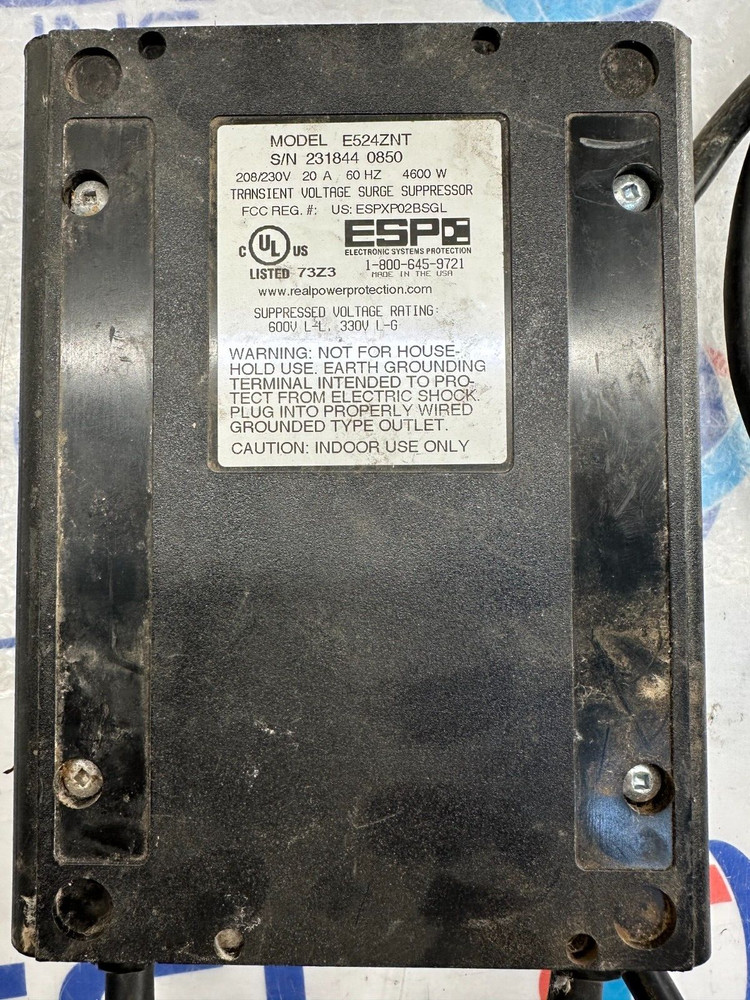 MODEL E524ZNT
S/N 231844 0850
208/230V 20 A 60 HZ 4600 W
TRANSIENT VOLTAGE SURGE SUPPRESSOR
FCC REG. #: US: ESPXP02BSGL
C UL US
LISTED 73Z3
ESP
ELECTRONIC SYSTEMS PROTECTION
1-800-645-9721
MADE IN THE USA
www.realpowerprotection.com
SUPPRESSED VOLTAGE RATING:
600V L-L, 330V L-G
WARNING: NOT FOR HOUSE-
HOLD USE. EARTH GROUNDING
TERMINAL INTENDED TO PRO-
TECT FROM ELECTRIC SHOCK.
PLUG INTO PROPERLY WIRED
GROUNDED TYPE OUTLET.
CAUTION: INDOOR USE ONLY